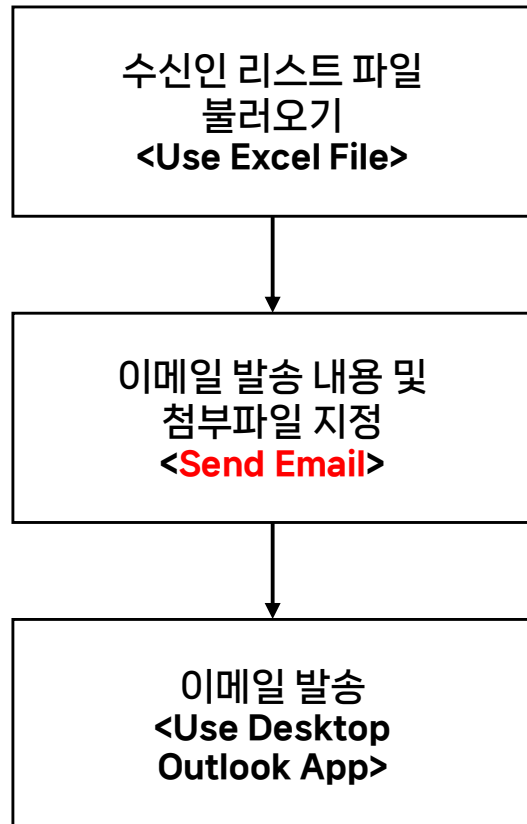 수신인 리스트 파일
불러오기
<Use Excel File>
이메일 발송 내용 및
첨부파일 지정
<Send Email>
이메일 발송
<Use Desktop
Outlook App>